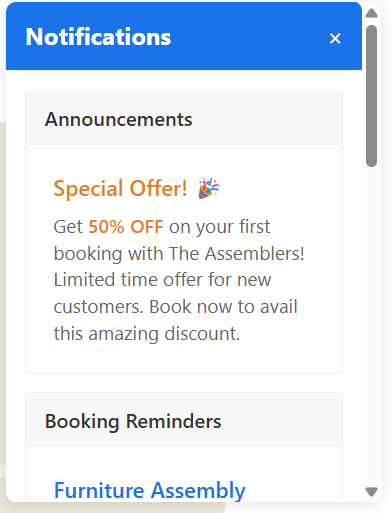 Notifications ×
Announcements
Special Offer! 🎉
Get 50% OFF on your first
booking with The Assemblers!
Limited time offer for new
customers. Book now to avail
this amazing discount.
Booking Reminders
Furniture Assembly